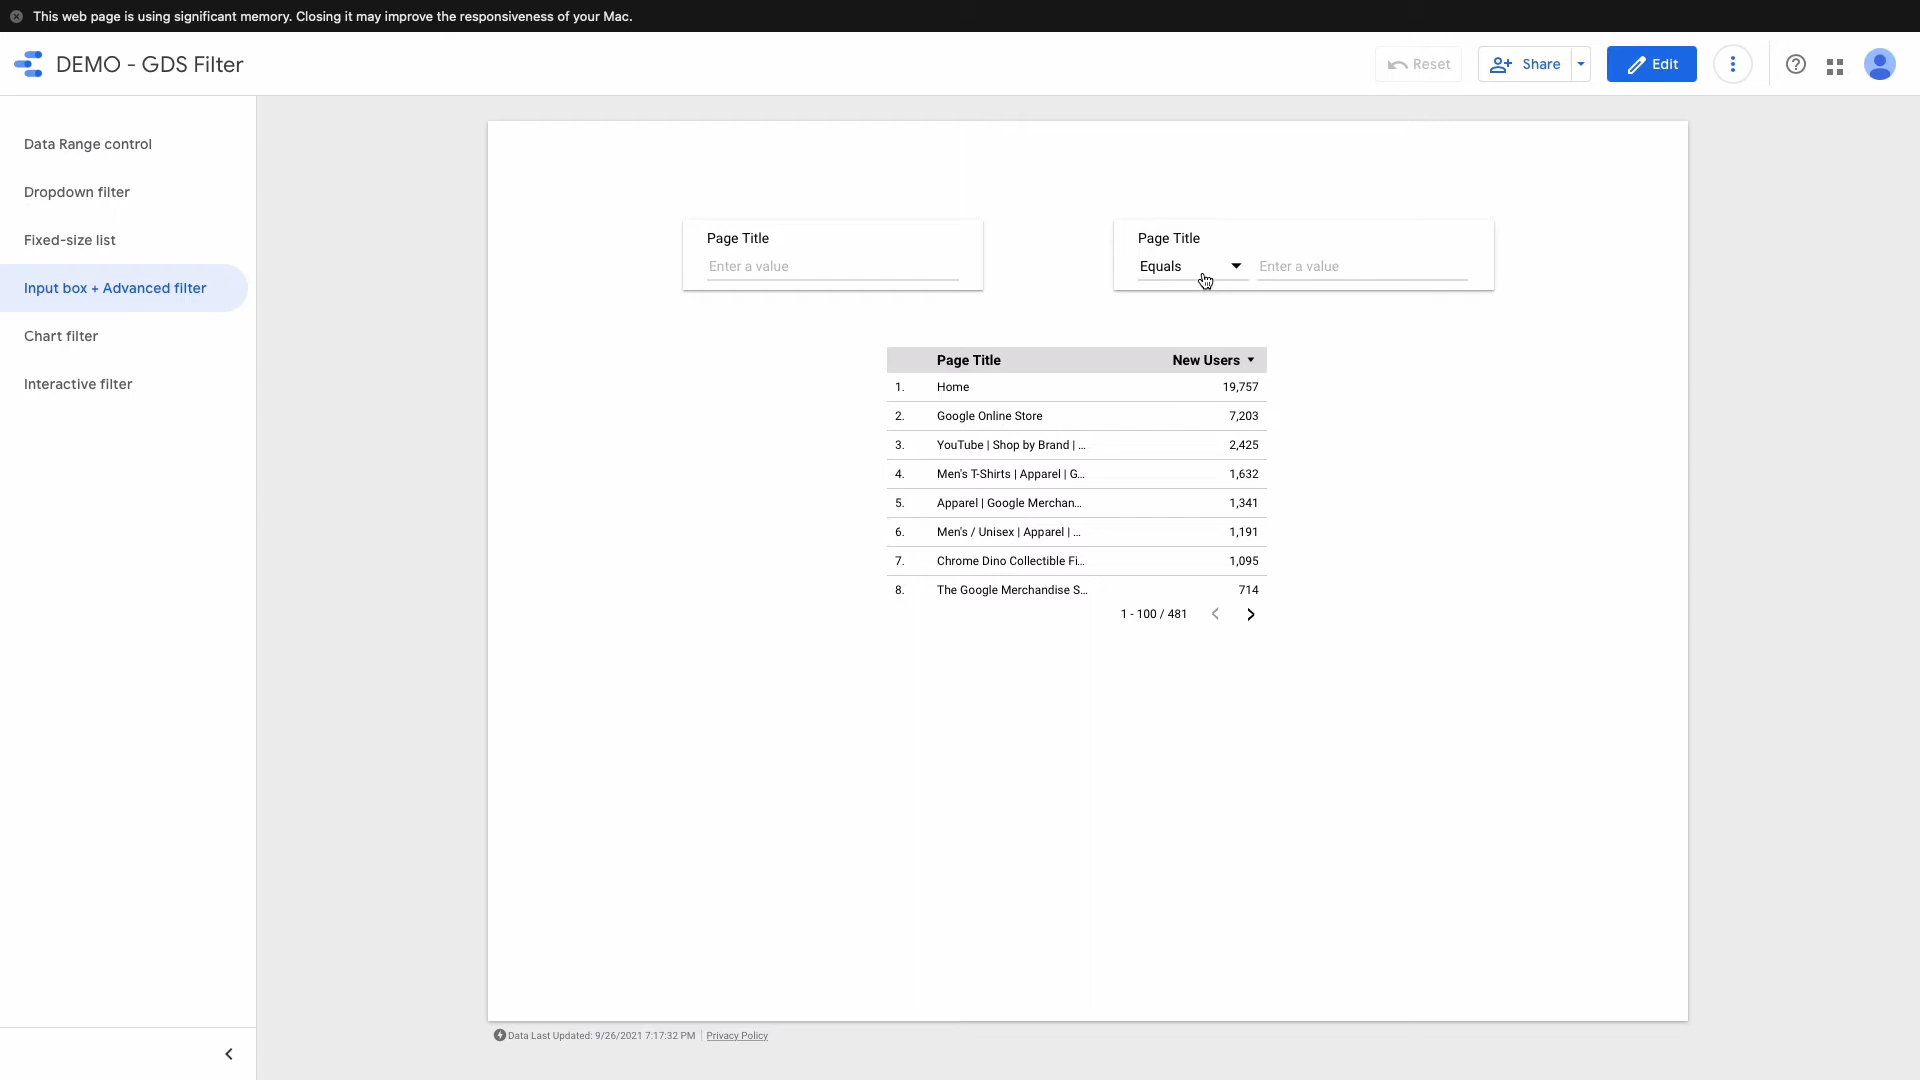 This web page is using significant memory. Closing it may improve the responsiveness of your Mac.
DEMO - GDS Filter
Reset
Share
Edit
Data Range control
Dropdown filter
Fixed-size list
Input box + Advanced filter
Chart filter
Interactive filter
Page Title
Enter a value
Page Title
Equals
Enter a value
Page Title New Users
1. Home 19,757
2. Google Online Store 7,203
3. YouTube | Shop by Brand | ... 2,425
4. Men's T-Shirts | Apparel | G... 1,632
5. Apparel | Google Merchan... 1,341
6. Men's / Unisex | Apparel | ... 1,191
7. Chrome Dino Collectible Fi... 1,095
8. The Google Merchandise S... 714
1 - 100 / 481
Data Last Updated: 9/26/2021 7:17:32 PM | Privacy Policy